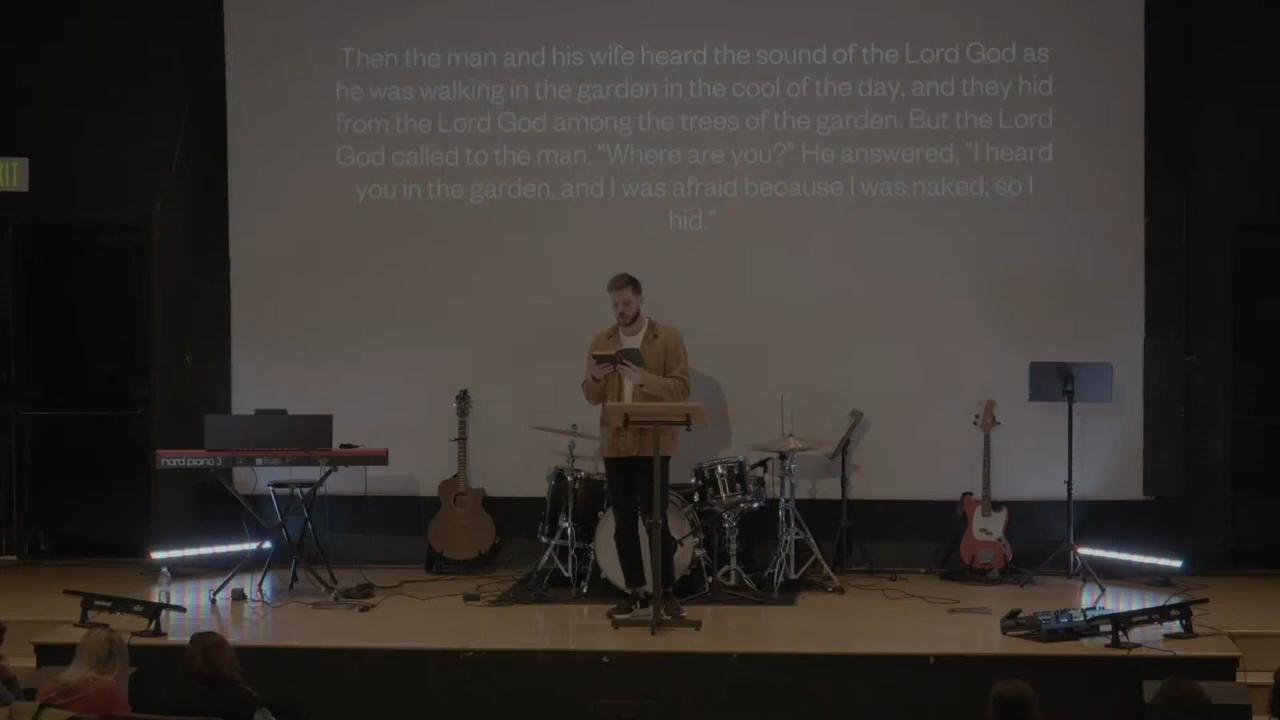 Then the man and his wife heard the sound of the Lord God as
he was walking in the garden in the cool of the day, and they hid
from the Lord God among the trees of the garden. But the Lord
God called to the man, "Where are you?" He answered, "I heard
you in the garden, and I was afraid because I was naked; so I
hid."
XIT
nord piano 3